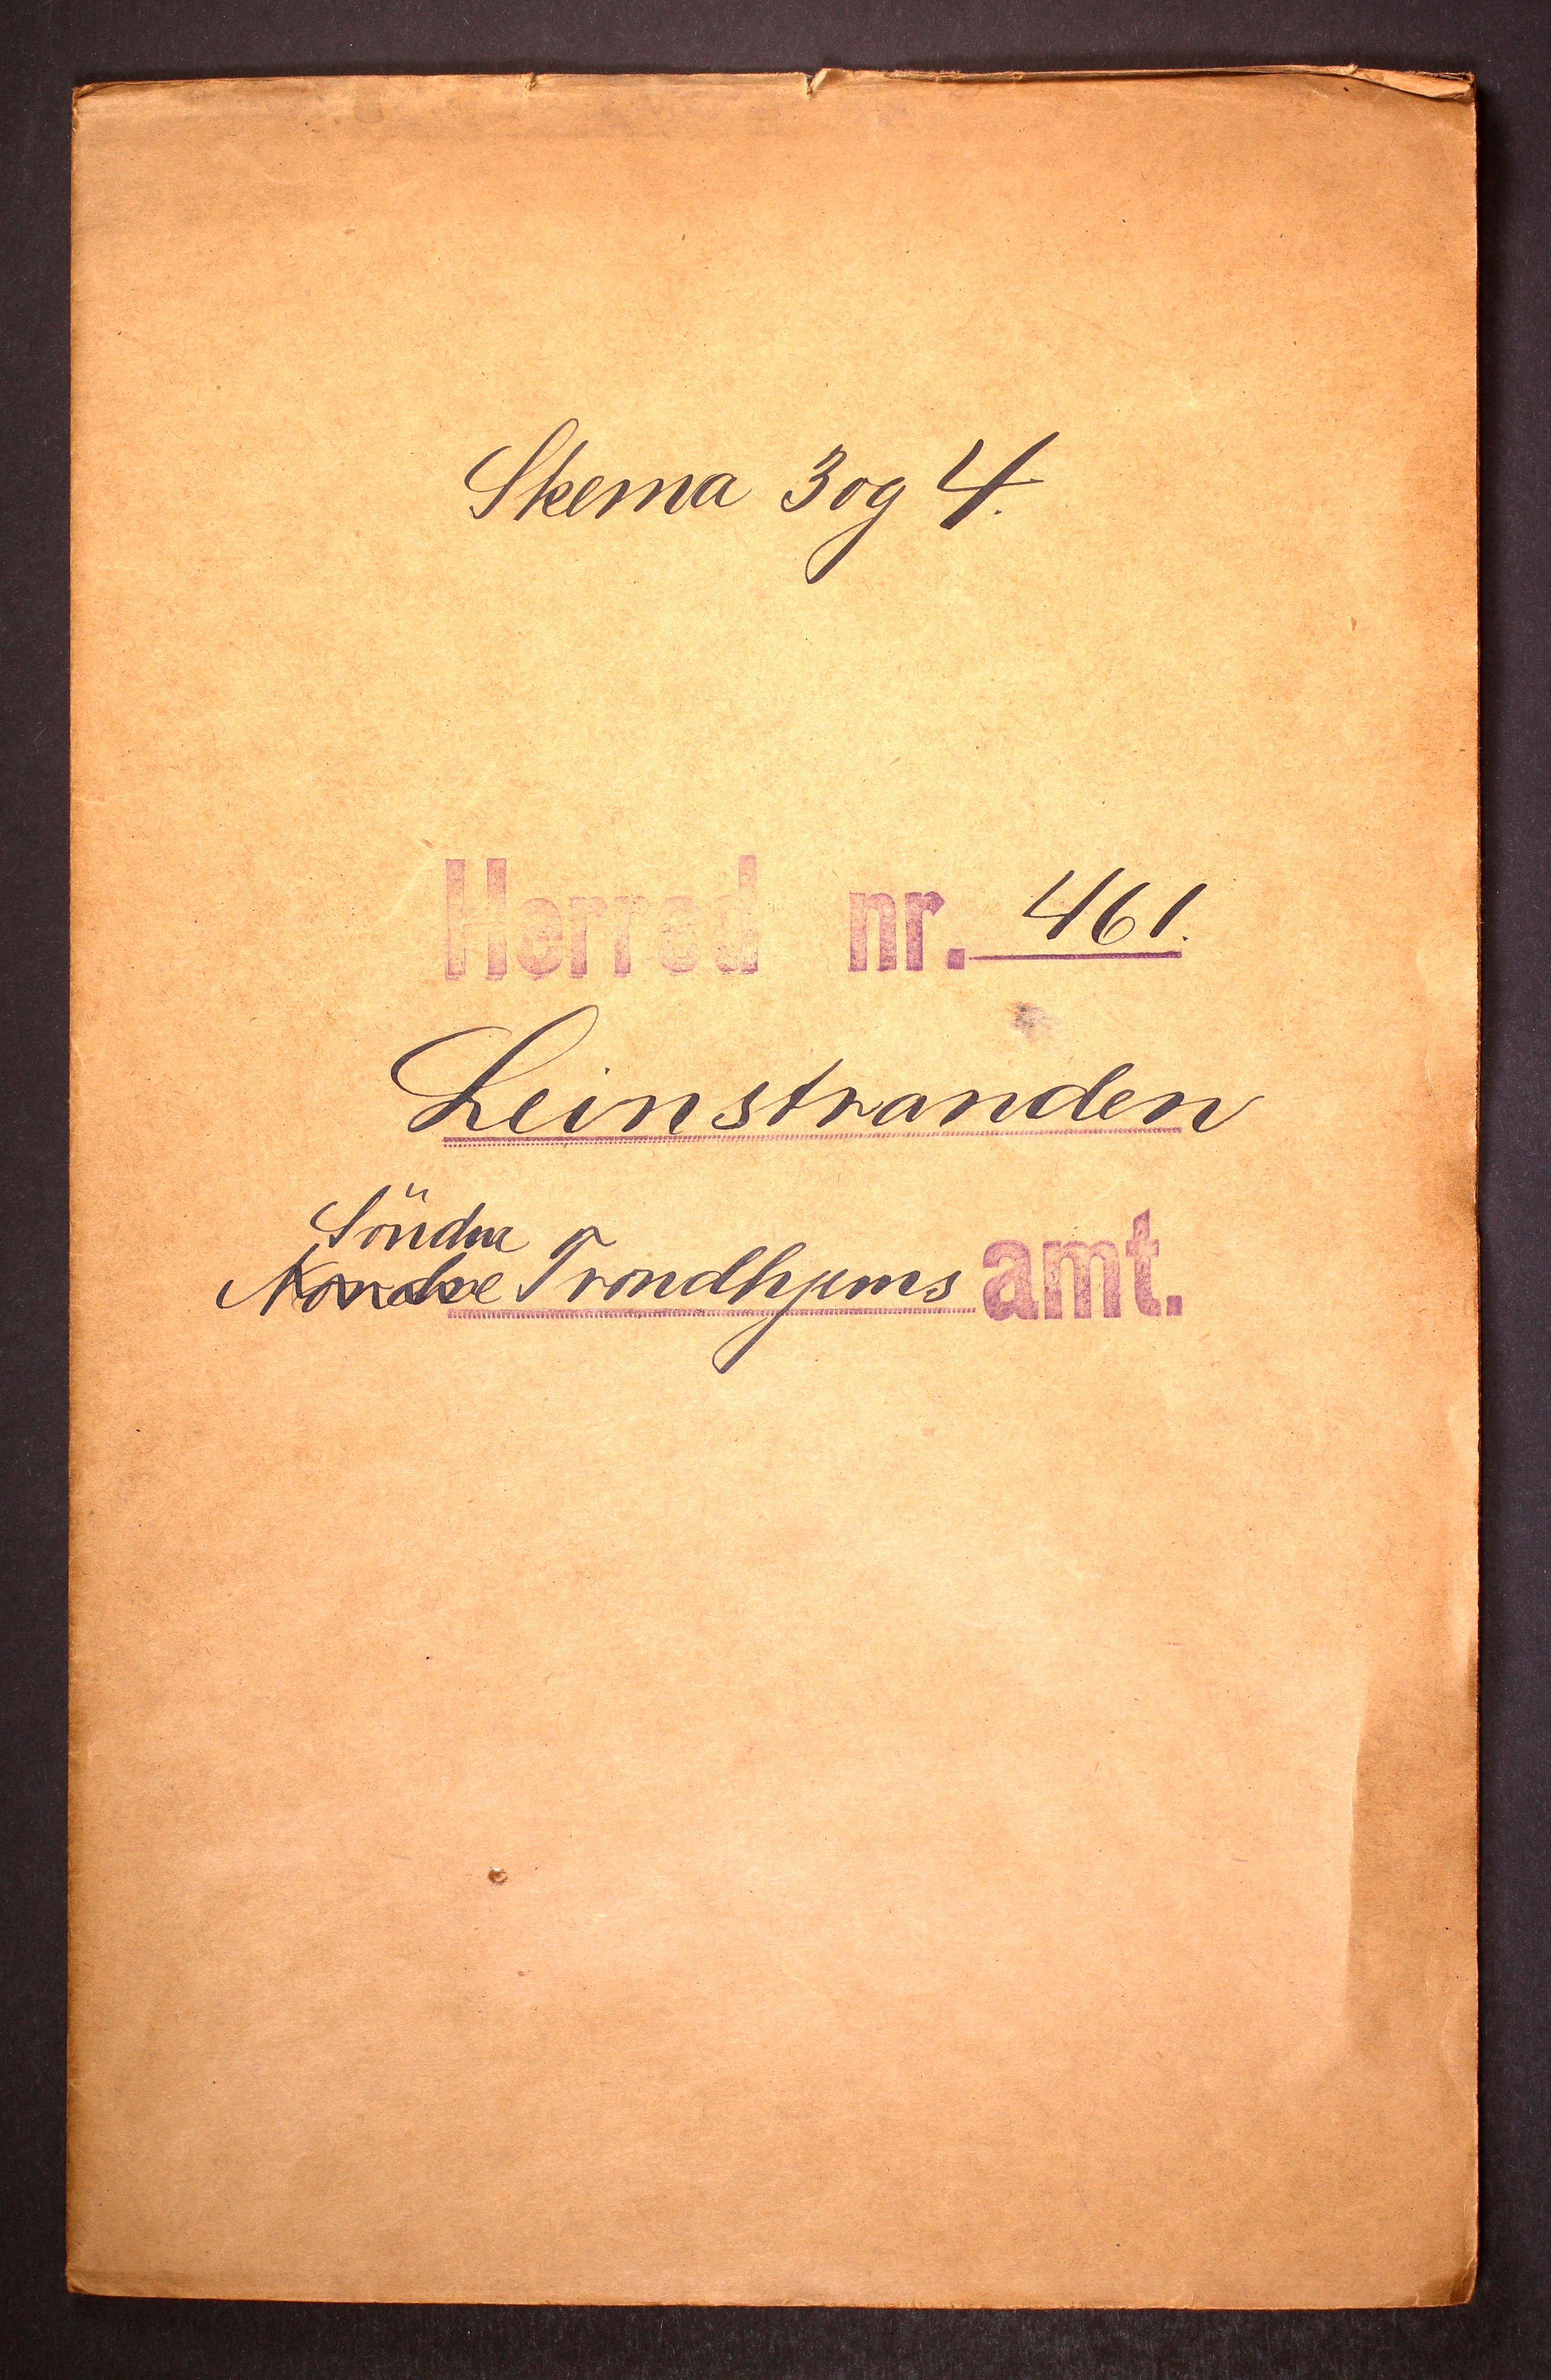 Skema 3 og 4.
Herred nr. 461.
Leinstranden
Söndre
Nordre Trondhjems amt.